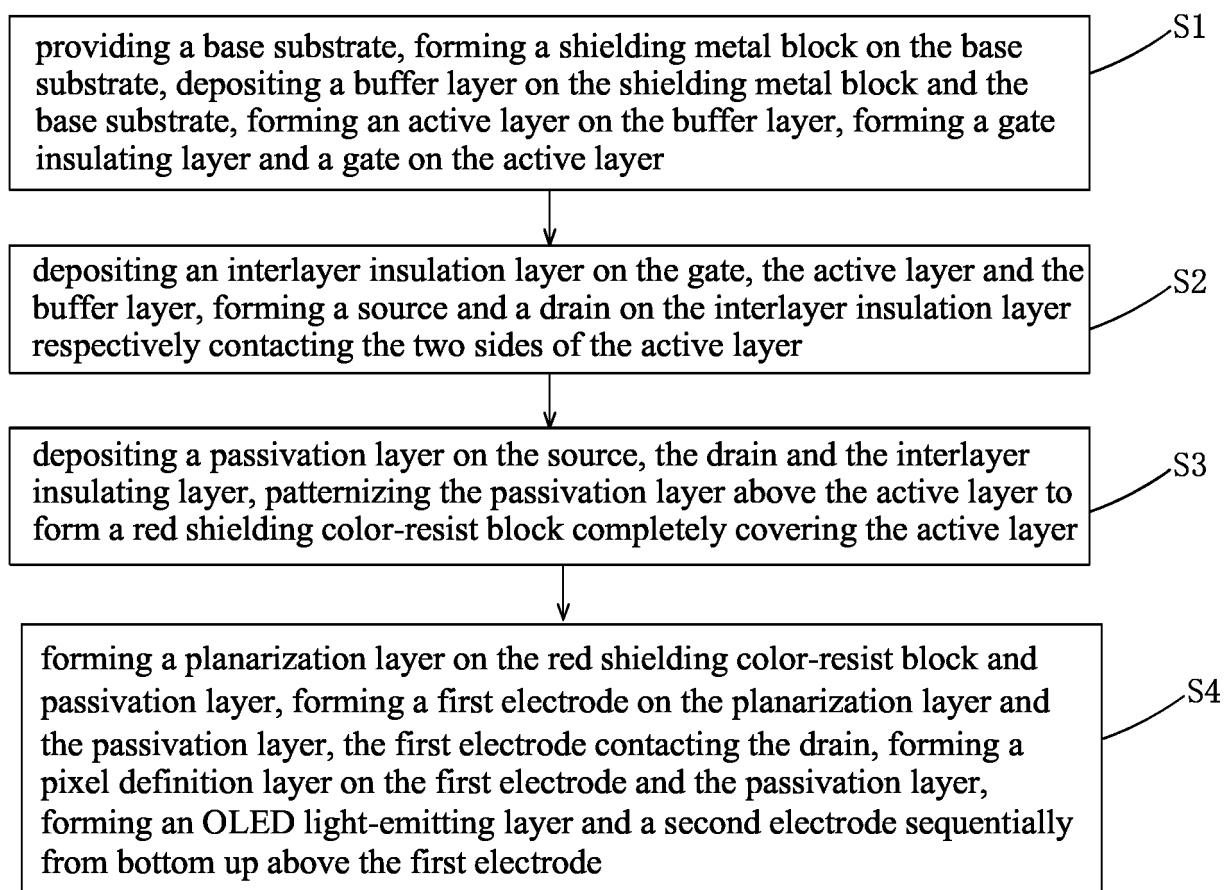 providing a base substrate, forming a shielding metal block on the base
substrate, depositing a buffer layer on the shielding metal block and the
base substrate, forming an active layer on the buffer layer, forming a gate
insulating layer and a gate on the active layer
S1
depositing an interlayer insulation layer on the gate, the active layer and the
buffer layer, forming a source and a drain on the interlayer insulation layer
respectively contacting the two sides of the active layer
S2
depositing a passivation layer on the source, the drain and the interlayer
insulating layer, patternizing the passivation layer above the active layer to
form a red shielding color-resist block completely covering the active layer
S3
forming a planarization layer on the red shielding color-resist block and
passivation layer, forming a first electrode on the planarization layer and
the passivation layer, the first electrode contacting the drain, forming a
pixel definition layer on the first electrode and the passivation layer,
forming an OLED light-emitting layer and a second electrode sequentially
from bottom up above the first electrode
S4